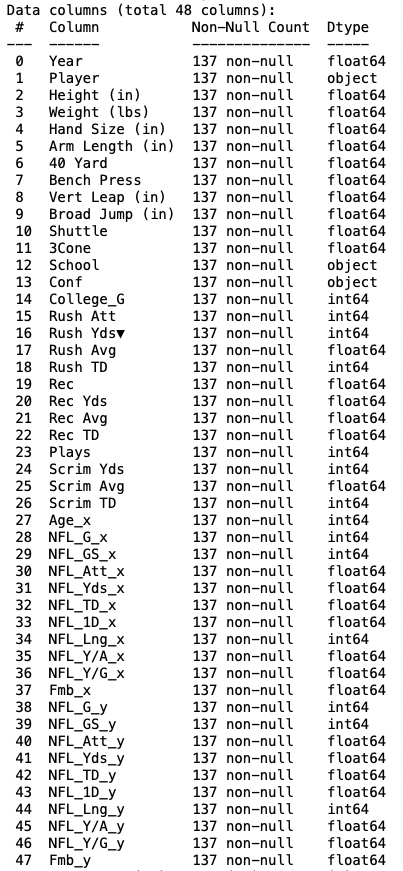 Data columns (total 48 columns):
 #   Column           Non-Null Count  Dtype
---  ------           --------------  -----
 0   Year             137 non-null    float64
 1   Player           137 non-null    object
 2   Height (in)      137 non-null    float64
 3   Weight (lbs)     137 non-null    float64
 4   Hand Size (in)   137 non-null    float64
 5   Arm Length (in)  137 non-null    float64
 6   40 Yard          137 non-null    float64
 7   Bench Press      137 non-null    float64
 8   Vert Leap (in)   137 non-null    float64
 9   Broad Jump (in)  137 non-null    float64
 10  Shuttle          137 non-null    float64
 11  3Cone            137 non-null    float64
 12  School           137 non-null    object
 13  Conf             137 non-null    object
 14  College_G        137 non-null    int64
 15  Rush Att         137 non-null    int64
 16  Rush Yds▼        137 non-null    int64
 17  Rush Avg         137 non-null    float64
 18  Rush TD          137 non-null    int64
 19  Rec              137 non-null    float64
 20  Rec Yds          137 non-null    float64
 21  Rec Avg          137 non-null    float64
 22  Rec TD           137 non-null    float64
 23  Plays            137 non-null    int64
 24  Scrim Yds        137 non-null    int64
 25  Scrim Avg        137 non-null    float64
 26  Scrim TD         137 non-null    int64
 27  Age_x            137 non-null    int64
 28  NFL_G_x          137 non-null    int64
 29  NFL_GS_x         137 non-null    int64
 30  NFL_Att_x        137 non-null    float64
 31  NFL_Yds_x        137 non-null    float64
 32  NFL_TD_x         137 non-null    float64
 33  NFL_1D_x         137 non-null    float64
 34  NFL_Lng_x        137 non-null    int64
 35  NFL_Y/A_x        137 non-null    float64
 36  NFL_Y/G_x        137 non-null    float64
 37  Fmb_x            137 non-null    float64
 38  NFL_G_y          137 non-null    int64
 39  NFL_GS_y         137 non-null    int64
 40  NFL_Att_y        137 non-null    float64
 41  NFL_Yds_y        137 non-null    float64
 42  NFL_TD_y         137 non-null    float64
 43  NFL_1D_y         137 non-null    float64
 44  NFL_Lng_y        137 non-null    int64
 45  NFL_Y/A_y        137 non-null    float64
 46  NFL_Y/G_y        137 non-null    float64
 47  Fmb_y            137 non-null    float64